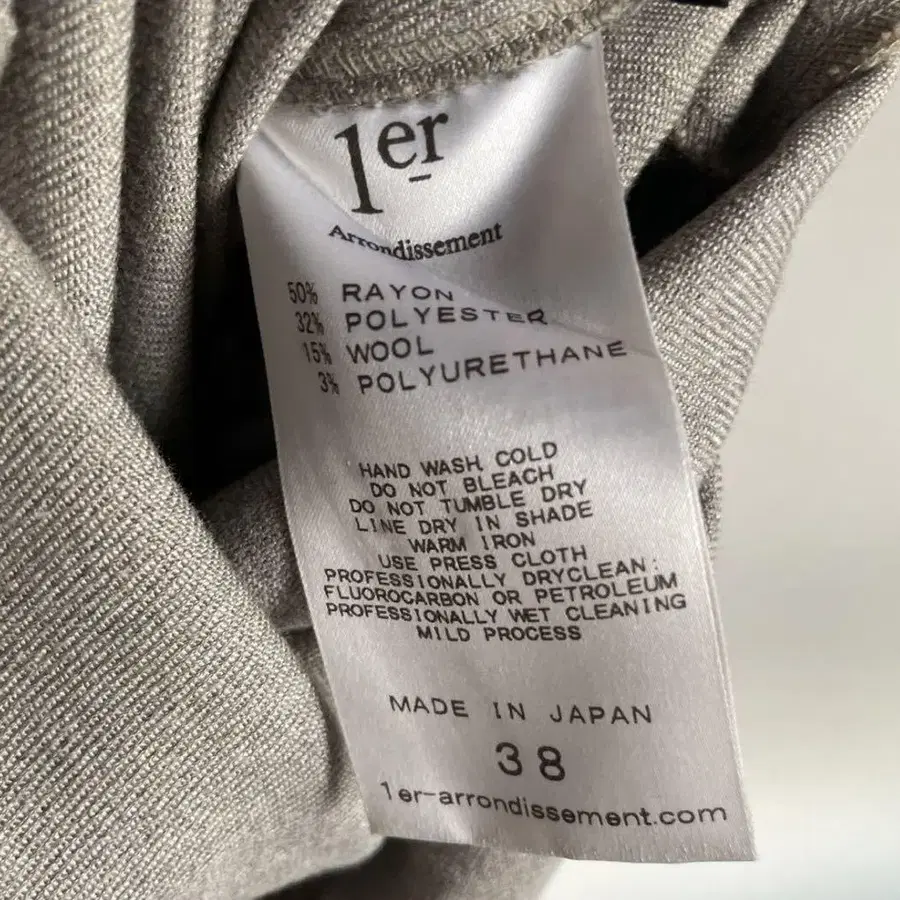 1er
Arrondissement
50% RAYON
32% POLYESTER
15% WOOL
3% POLYURETHANE
HAND WASH COLD
DO NOT BLEACH
DO NOT TUMBLE DRY
LINE DRY IN SHADE
WARM IRON
USE PRESS CLOTH
PROFESSIONALLY DRYCLEAN:
FLUOROCARBON OR PETROLEUM
PROFESSIONALLY WET CLEANING
MILD PROCESS
MADE IN JAPAN
38
1er-arrondissement.com